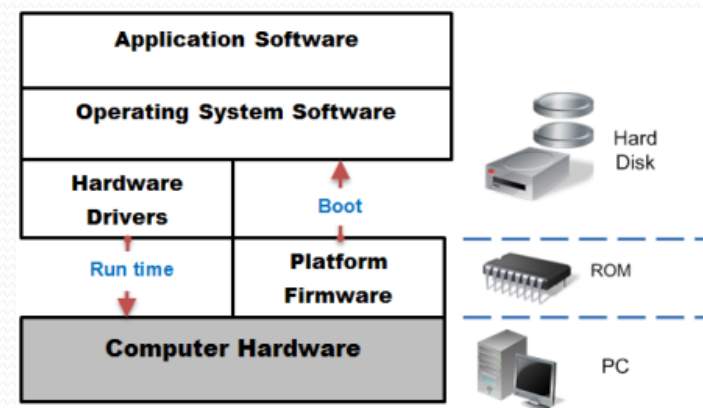 Application Software
Operating System Software
Hardware
Drivers
Boot
Run time
Platform
Firmware
Computer Hardware
Hard
Disk
ROM
PC